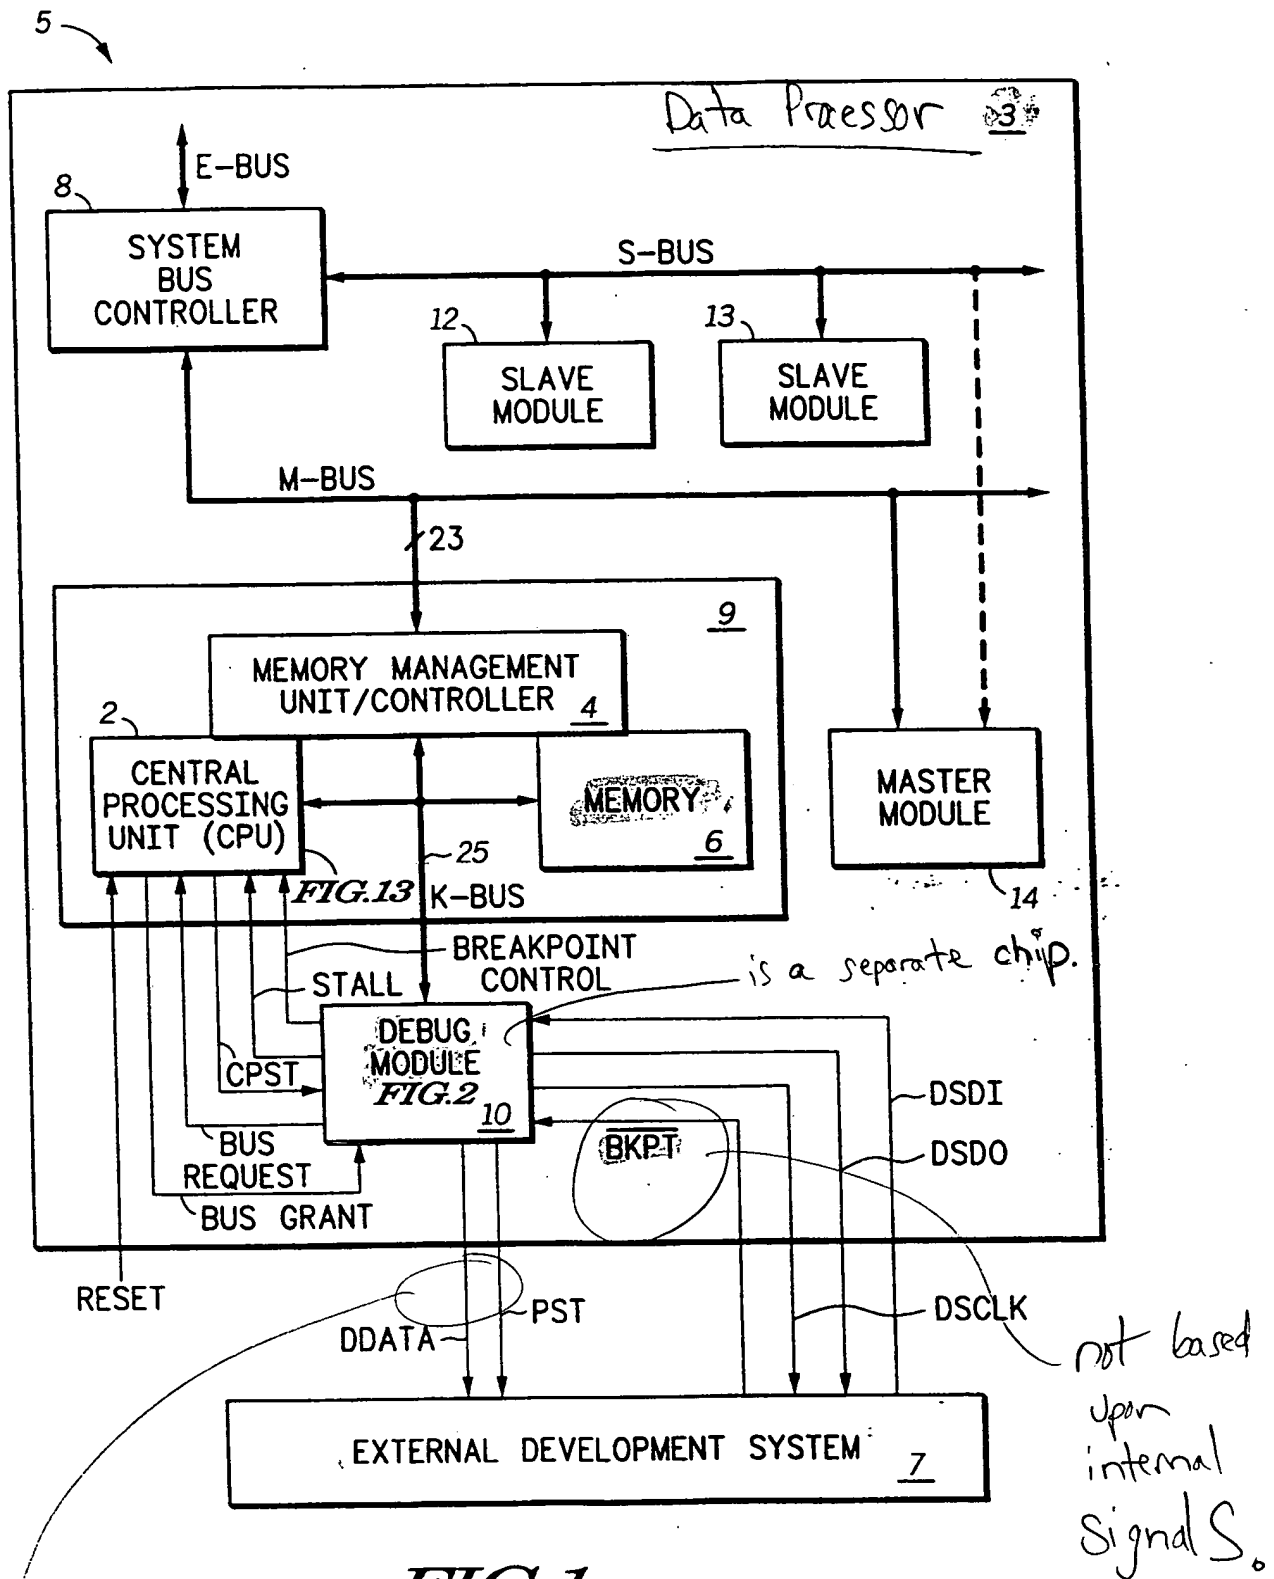 5
Data Praessor 3
E-BUS
8
SYSTEM
BUS
CONTROLLER
S-BUS
12
SLAVE
MODULE
13
SLAVE
MODULE
M-BUS
23
9
MEMORY MANAGEMENT
UNIT/CONTROLLER 4
2
CENTRAL
PROCESSING
UNIT (CPU)
MEMORY
6
MASTER
MODULE
14
25
FIG.13
K-BUS
BREAKPOINT
CONTROL
is a separate chip.
STALL
DEBUG
MODULE
FIG.2
10
CPST
BUS
REQUEST
BUS GRANT
BKPT
DSDI
DSDO
RESET
DDATA
PST
DSCLK
not based
upon
internal
signals.
EXTERNAL DEVELOPMENT SYSTEM 7